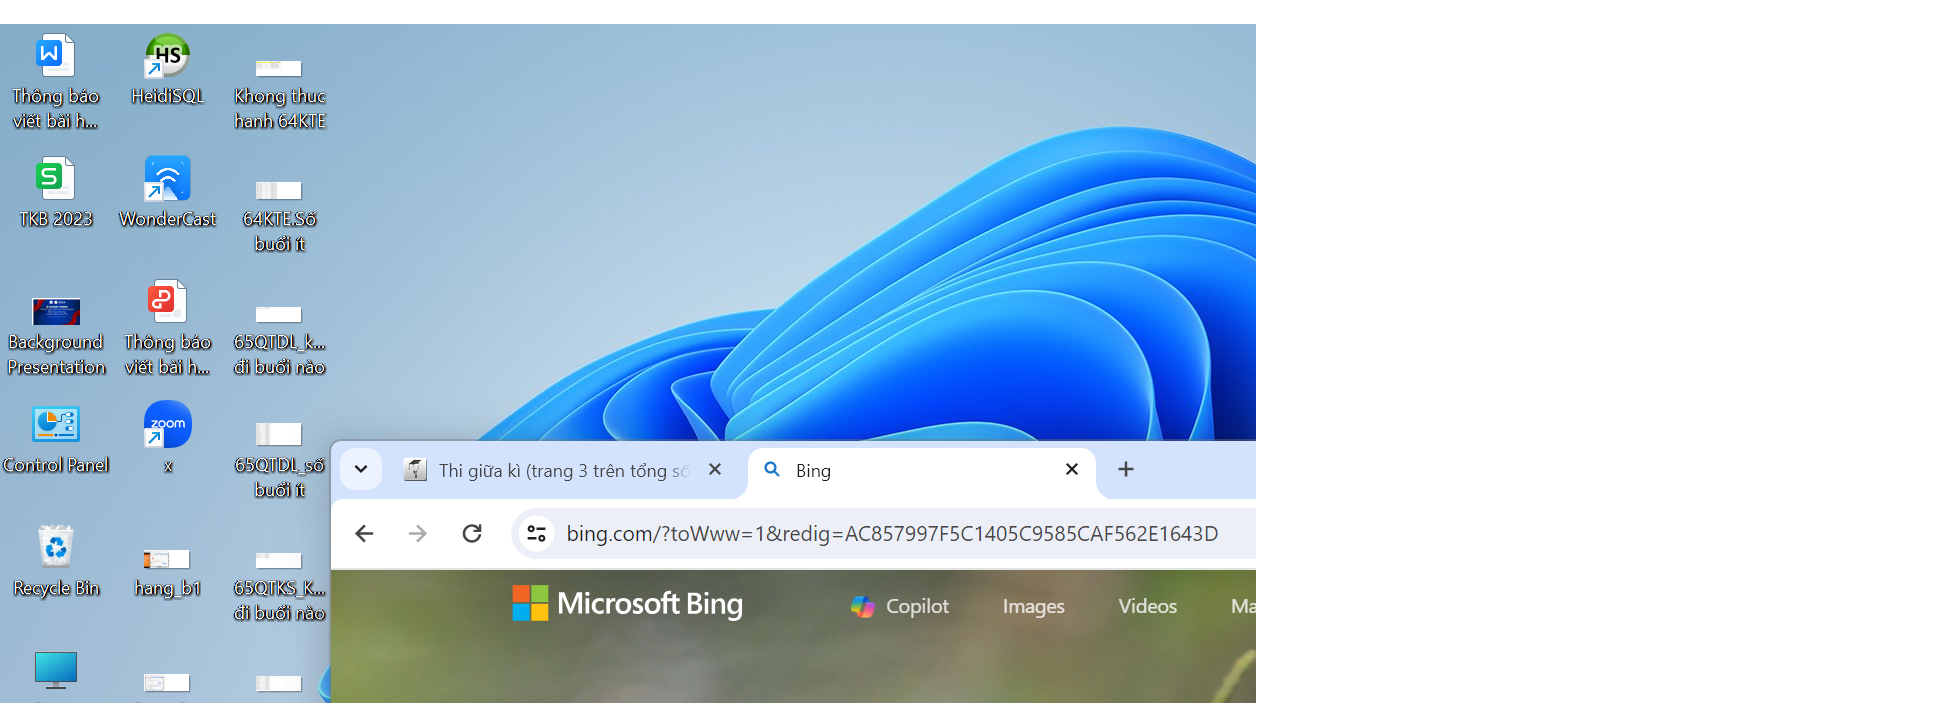 Thông báo
viết bài h...
HeidiSQL
Khong thuc
hanh 64KTE
TKB 2023
WonderCast
64KTE.Số
buổi ít
Background
Presentation
Thông báo
viết bài h...
65QTDL_k...
đi buổi nào
Control Panel
zoom
x
65QTDL_số
buổi ít
Recycle Bin
hang_b1
65QTKS_K...
đi buổi nào
Thi giữa kì (trang 3 trên tổng số
Bing
bing.com/?toWww=1&redig=AC857997F5C1405C9585CAF562E1643D
Microsoft Bing
Copilot
Images
Videos
Ma